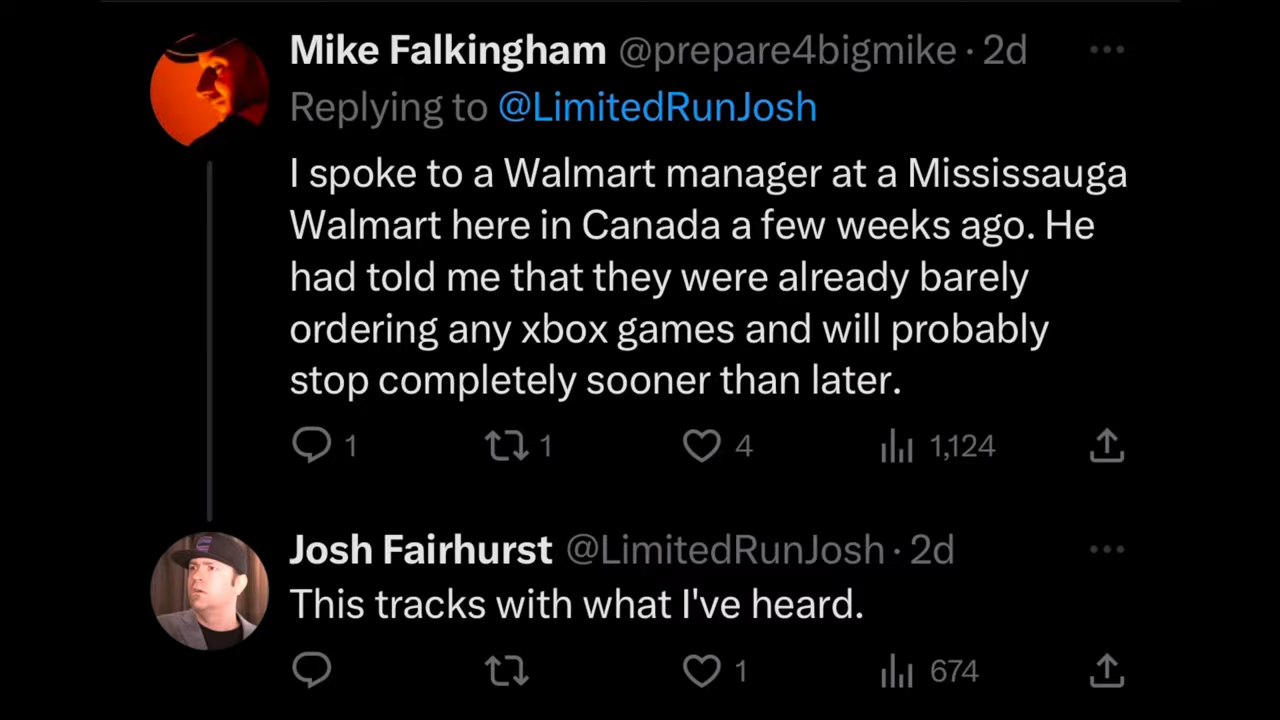 Mike Falkingham @prepare4bigmike · 2d
Replying to @LimitedRunJosh
I spoke to a Walmart manager at a Mississauga
Walmart here in Canada a few weeks ago. He
had told me that they were already barely
ordering any xbox games and will probably
stop completely sooner than later.
1 1 4 1,124
Josh Fairhurst @LimitedRunJosh · 2d
This tracks with what I've heard.
1 674